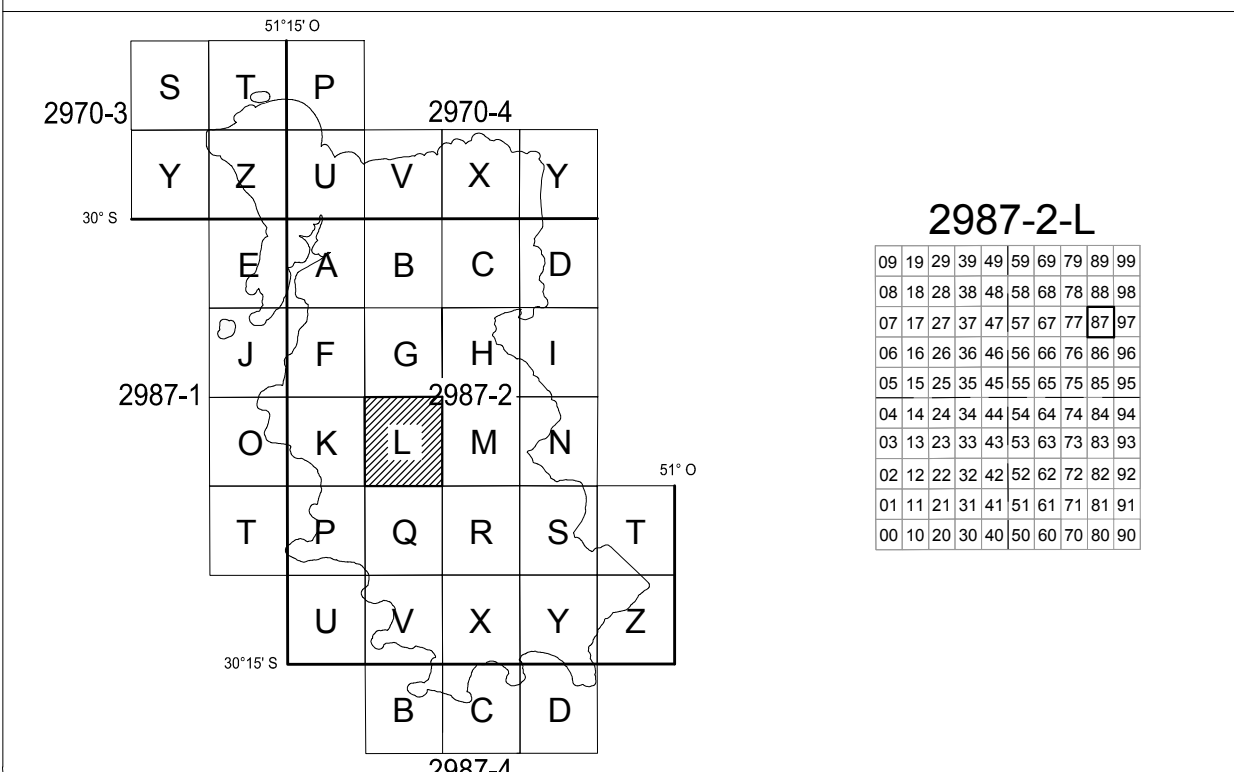 51°15' O
S T P
2970-3 2970-4
Y Z U V X Y
30° S
E A B C D
J F G H I
2987-1 2987-2
O K L M N
51° O
T P Q R S T
U V X Y Z
30°15' S
B C D
2987-4
2987-2-L
09 19 29 39 49 59 69 79 89 99
08 18 28 38 48 58 68 78 88 98
07 17 27 37 47 57 67 77 87 97
06 16 26 36 46 56 66 76 86 96
05 15 25 35 45 55 65 75 85 95
04 14 24 34 44 54 64 74 84 94
03 13 23 33 43 53 63 73 83 93
02 12 22 32 42 52 62 72 82 92
01 11 21 31 41 51 61 71 81 91
00 10 20 30 40 50 60 70 80 90